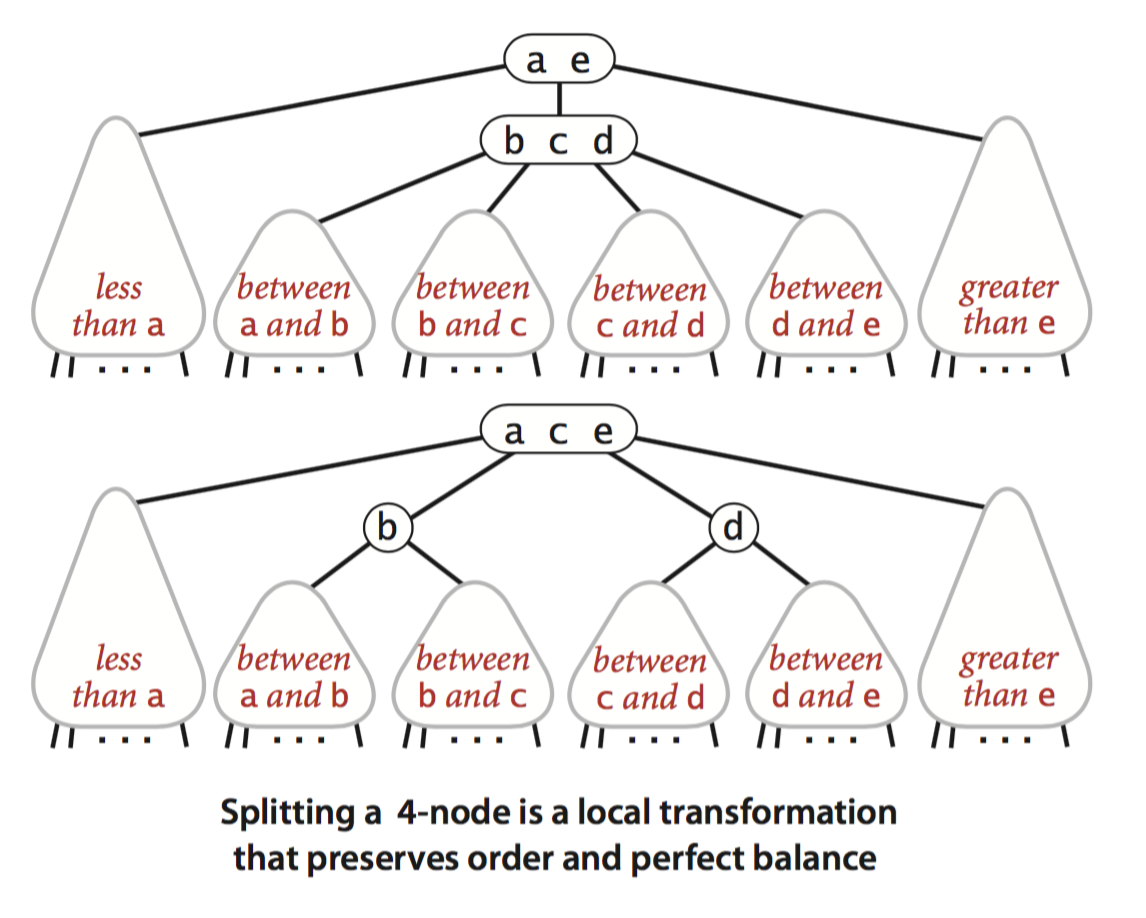 a e
b c d
less
than a
between
a and b
between
b and c
between
c and d
between
d and e
greater
than e
. . .
. . .
. . .
. . .
. . .
. . .
a c e
b
d
less
than a
between
a and b
between
b and c
between
c and d
between
d and e
greater
than e
. . .
. . .
. . .
. . .
. . .
. . .
Splitting a 4-node is a local transformation
that preserves order and perfect balance